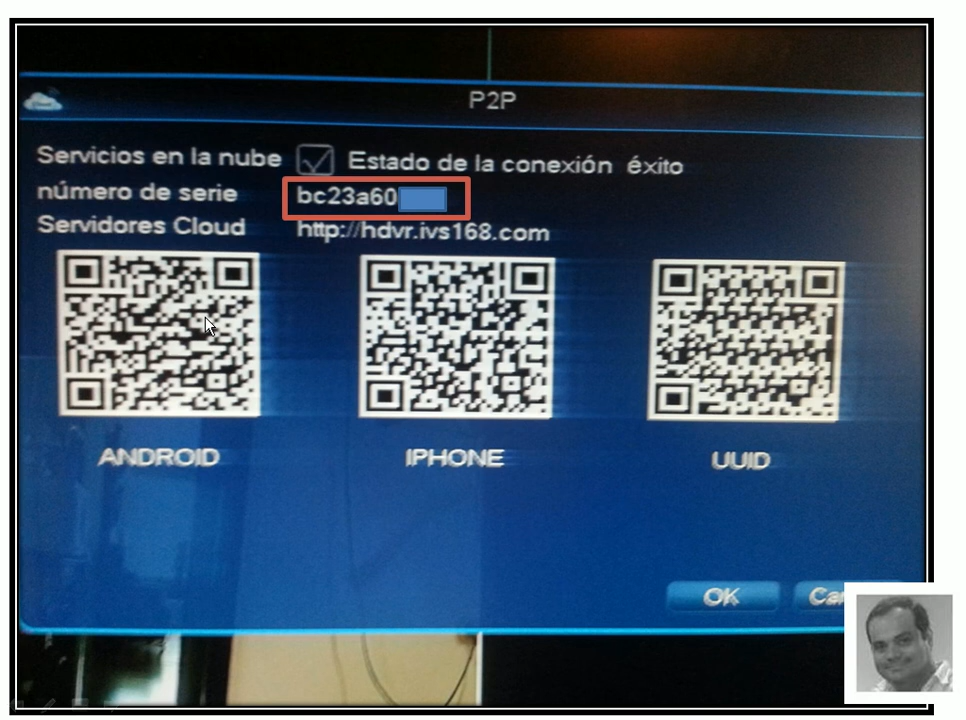 P2P
Servicios en la nube Estado de la conexión éxito
número de serie bc23a60
Servidores Cloud http://hdvr.ivs168.com
ANDROID IPHONE UUID
OK